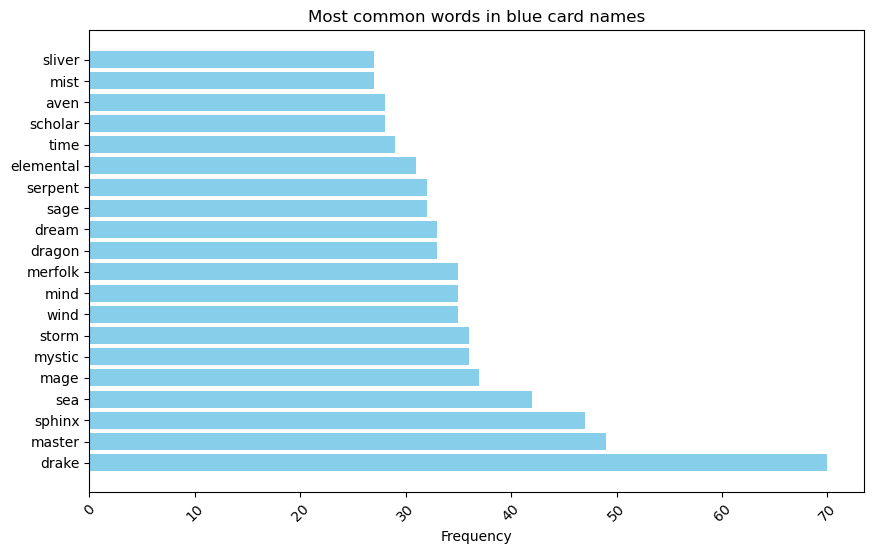 Most common words in blue card names
sliver
mist
aven
scholar
time
elemental
serpent
sage
dream
dragon
merfolk
mind
wind
storm
mystic
mage
sea
sphinx
master
drake
0 10 20 30 40 50 60 70
Frequency